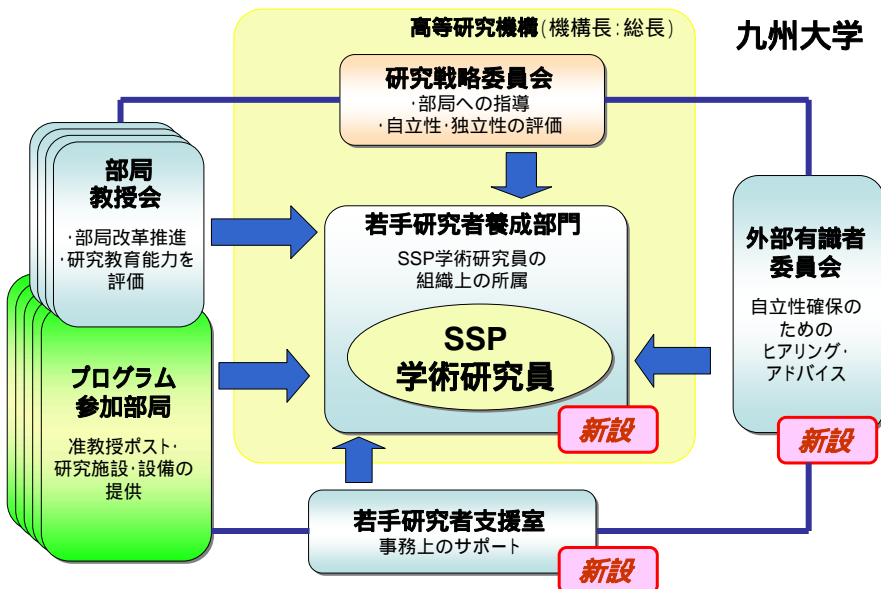 高等研究機構(機構長:総長)
九州大学
研究戦略委員会
・部局への指導
・自立性・独立性の評価
部局
教授会
・部局改革推進
・研究教育能力を
評価
若手研究者養成部門
SSP学術研究員の
組織上の所属
SSP
学術研究員
新設
外部有識者
委員会
自立性確保の
ための
ヒアリング・
アドバイス
新設
プログラム
参加部局
准教授ポスト・
研究施設・設備の
提供
若手研究者支援室
事務上のサポート
新設